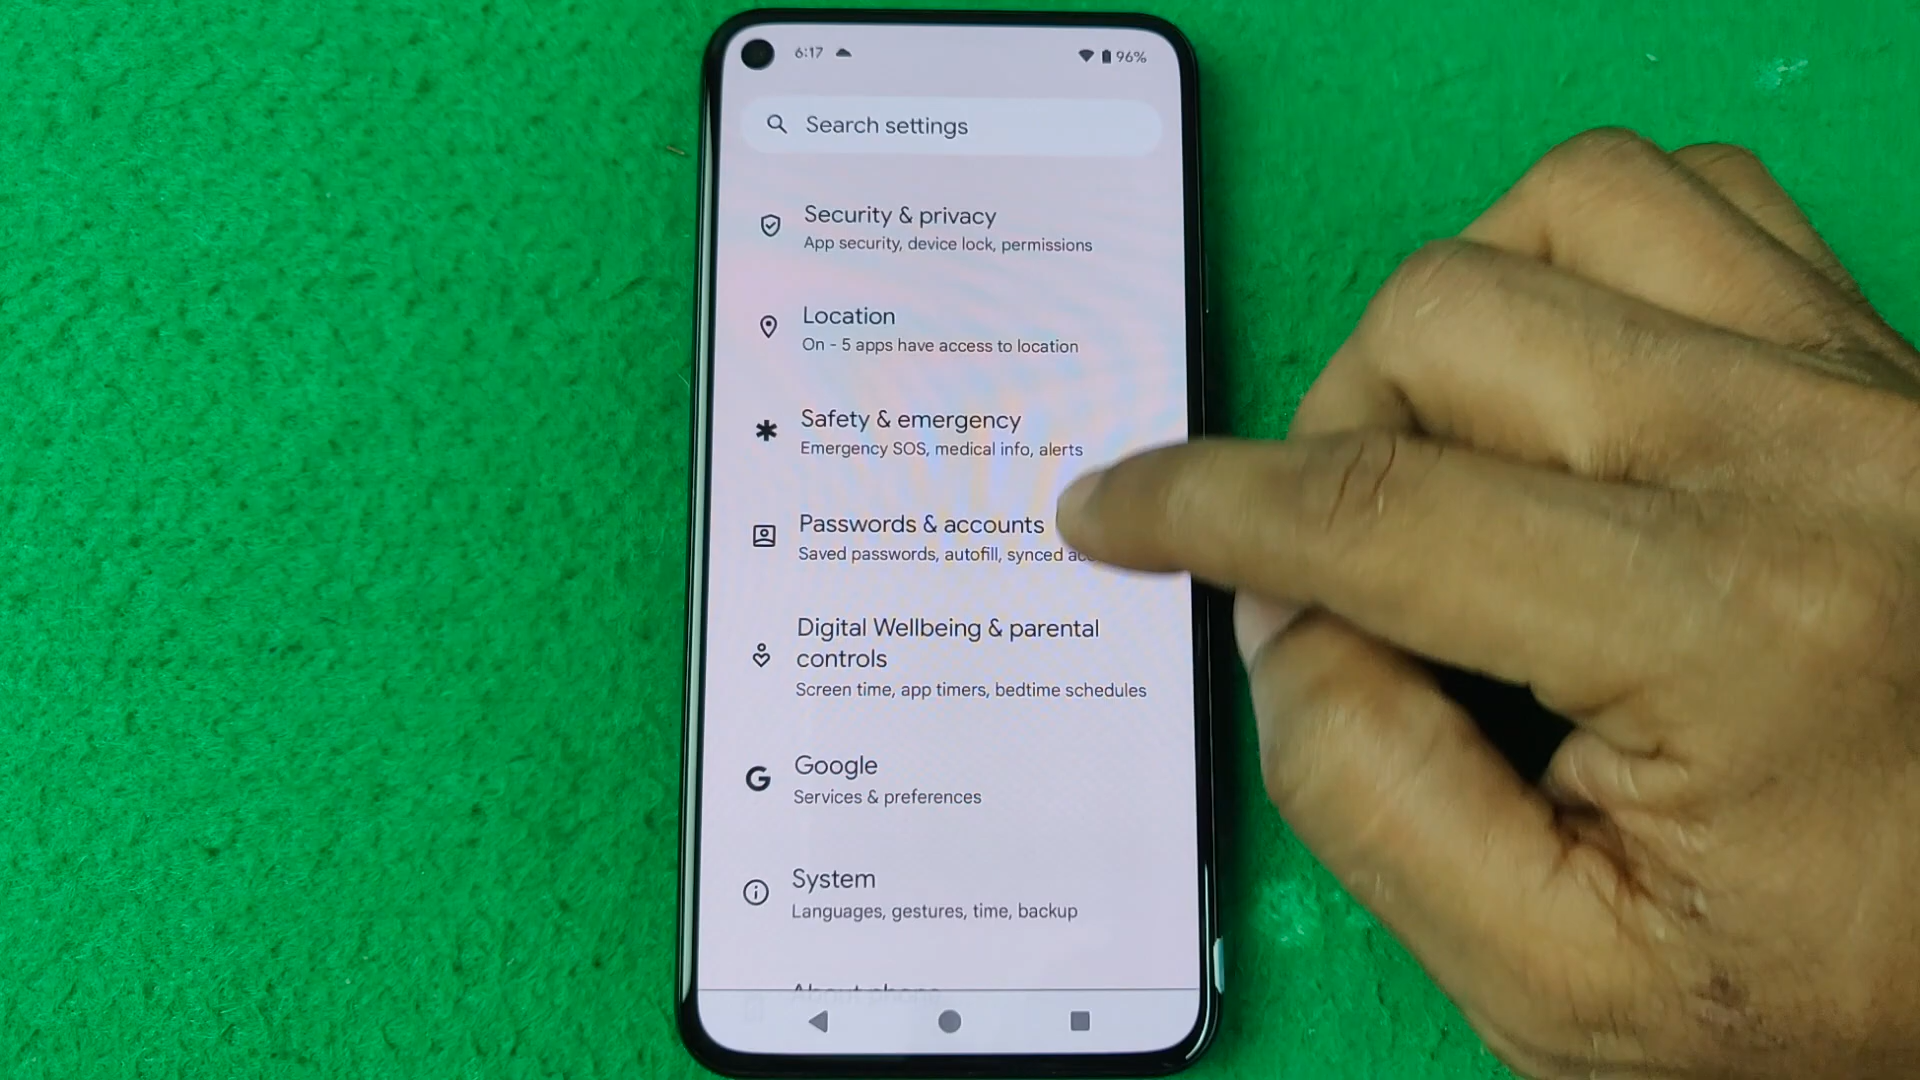 6:17
96%
Search settings
Security & privacy
App security, device lock, permissions
Location
On - 5 apps have access to location
Safety & emergency
Emergency SOS, medical info, alerts
Passwords & accounts
Saved passwords, autofill, synced
Digital Wellbeing & parental
controls
Screen time, app timers, bedtime schedules
Google
Services & preferences
System
Languages, gestures, time, backup
About phone